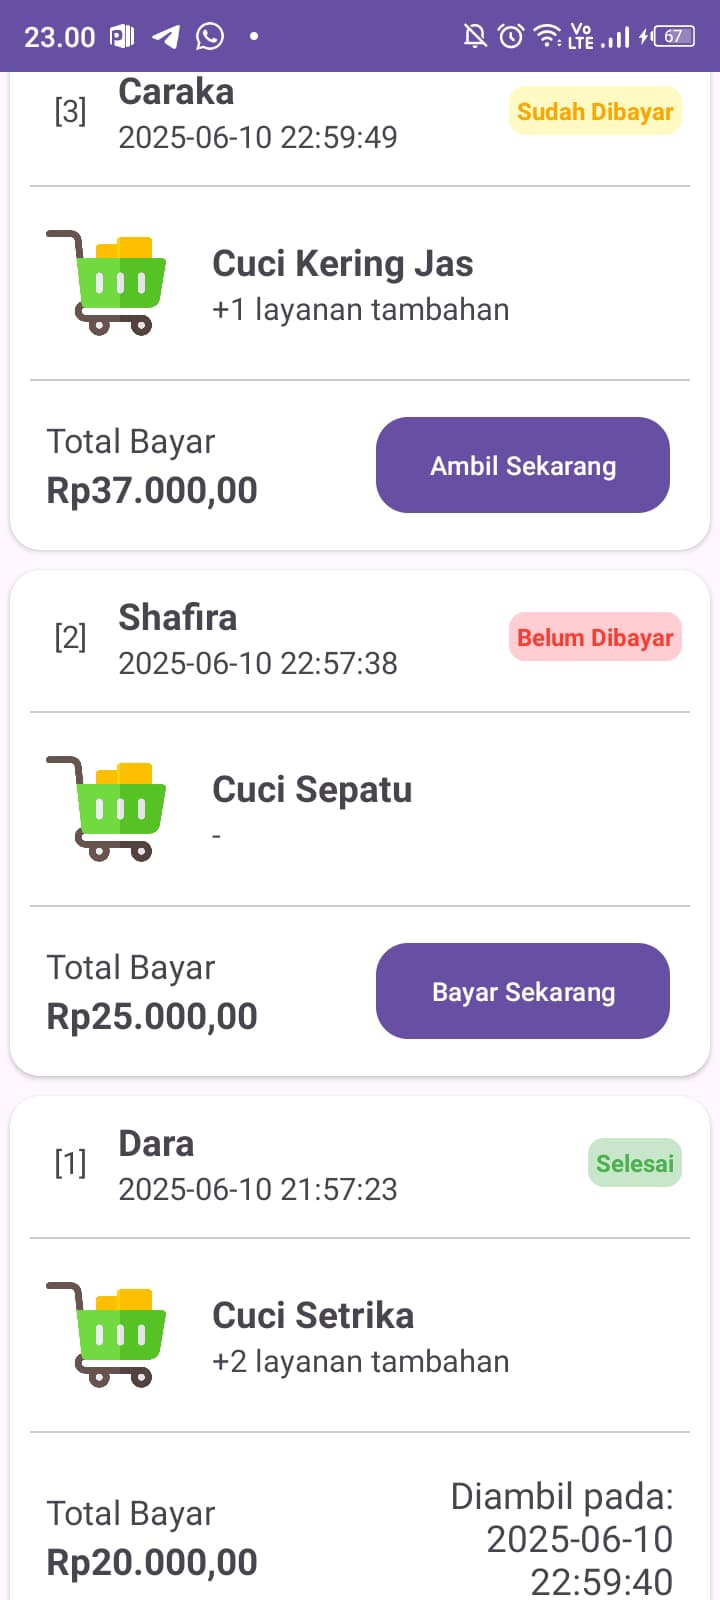 23.00
Vo
LTE
67
Caraka
[3]
2025-06-10 22:59:49
Sudah Dibayar
Cuci Kering Jas
+1 layanan tambahan
Total Bayar
Rp37.000,00
Ambil Sekarang
Shafira
[2]
2025-06-10 22:57:38
Belum Dibayar
Cuci Sepatu
-
Total Bayar
Rp25.000,00
Bayar Sekarang
Dara
[1]
2025-06-10 21:57:23
Selesai
Cuci Setrika
+2 layanan tambahan
Total Bayar
Rp20.000,00
Diambil pada:
2025-06-10
22:59:40